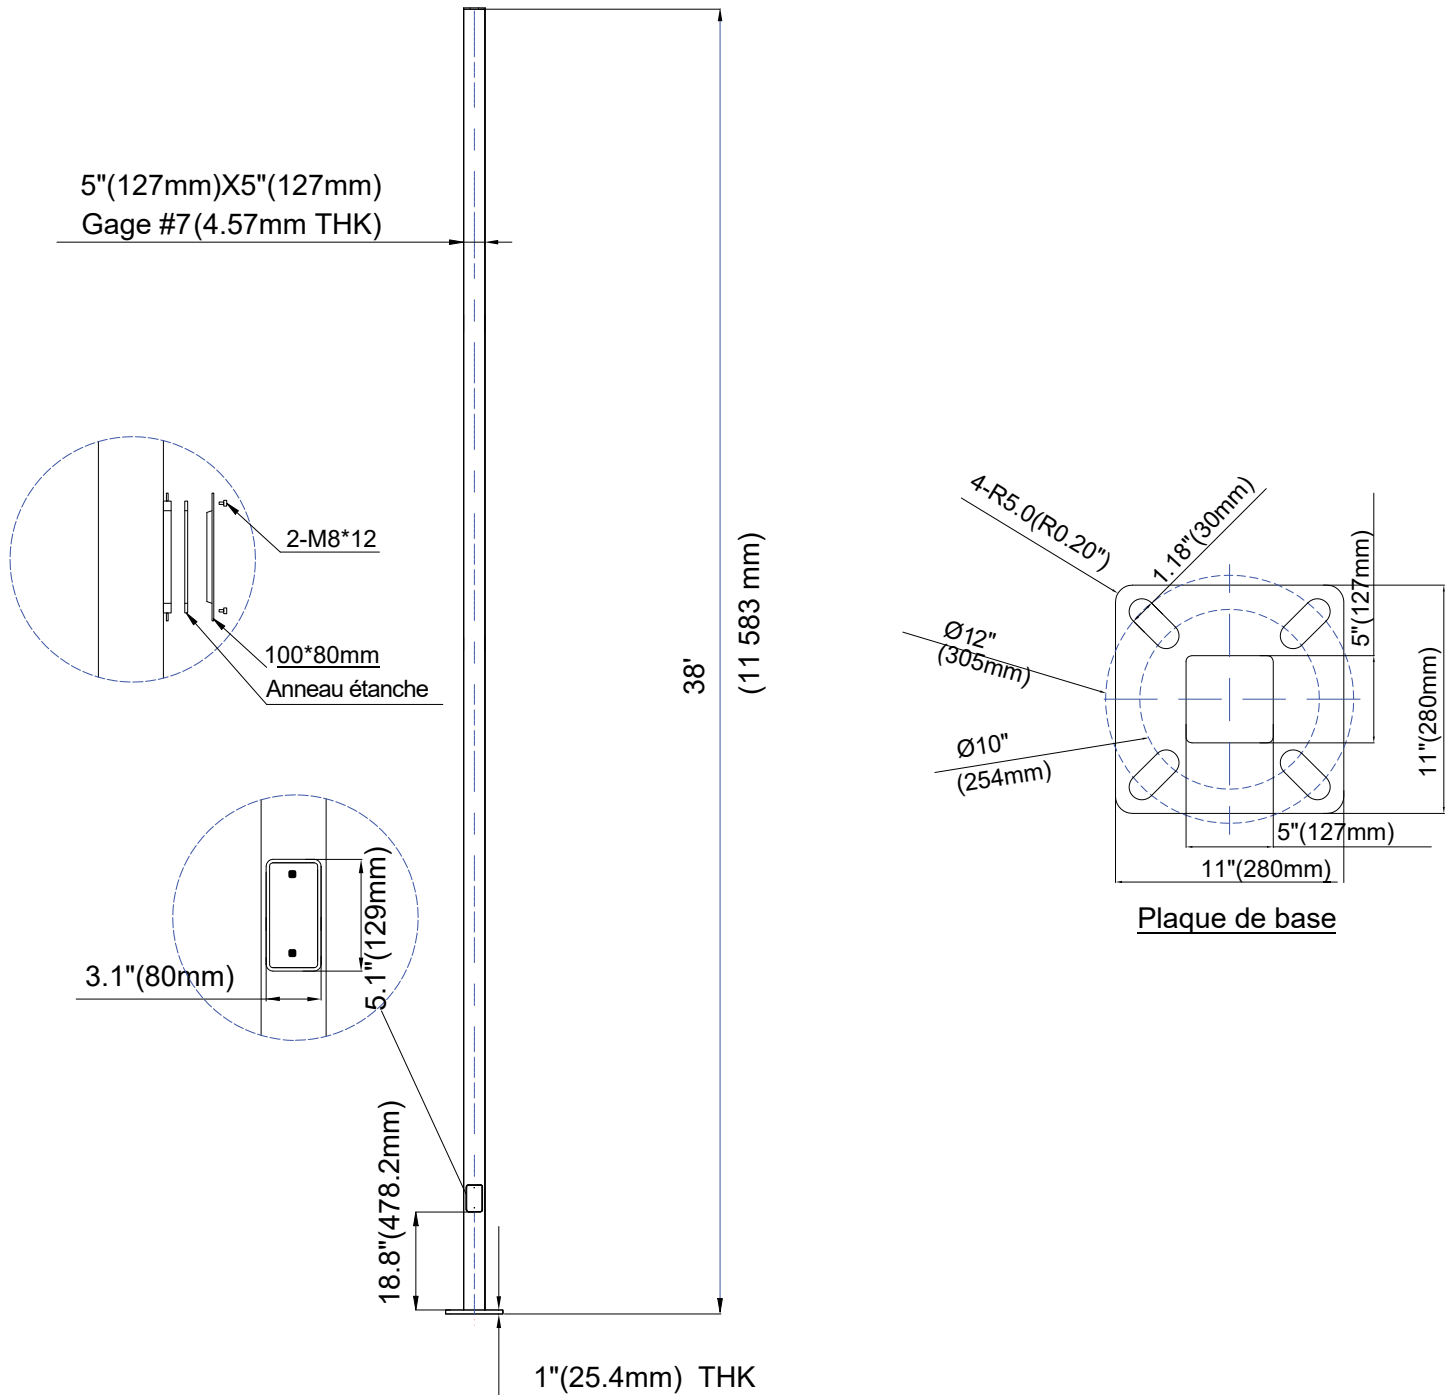 5"(127mm)X5"(127mm)
Gage #7(4.57mm THK)
2-M8*12
100*80mm
Anneau étanche
38'
(11 583 mm)
3.1"(80mm)
5.1"(129mm)
18.8"(478.2mm)
1"(25.4mm) THK
4-R5.0(R0.20")
1.18"(30mm)
5"(127mm)
Ø12"
(305mm)
11"(280mm)
Ø10"
(254mm)
5"(127mm)
11"(280mm)
Plaque de base